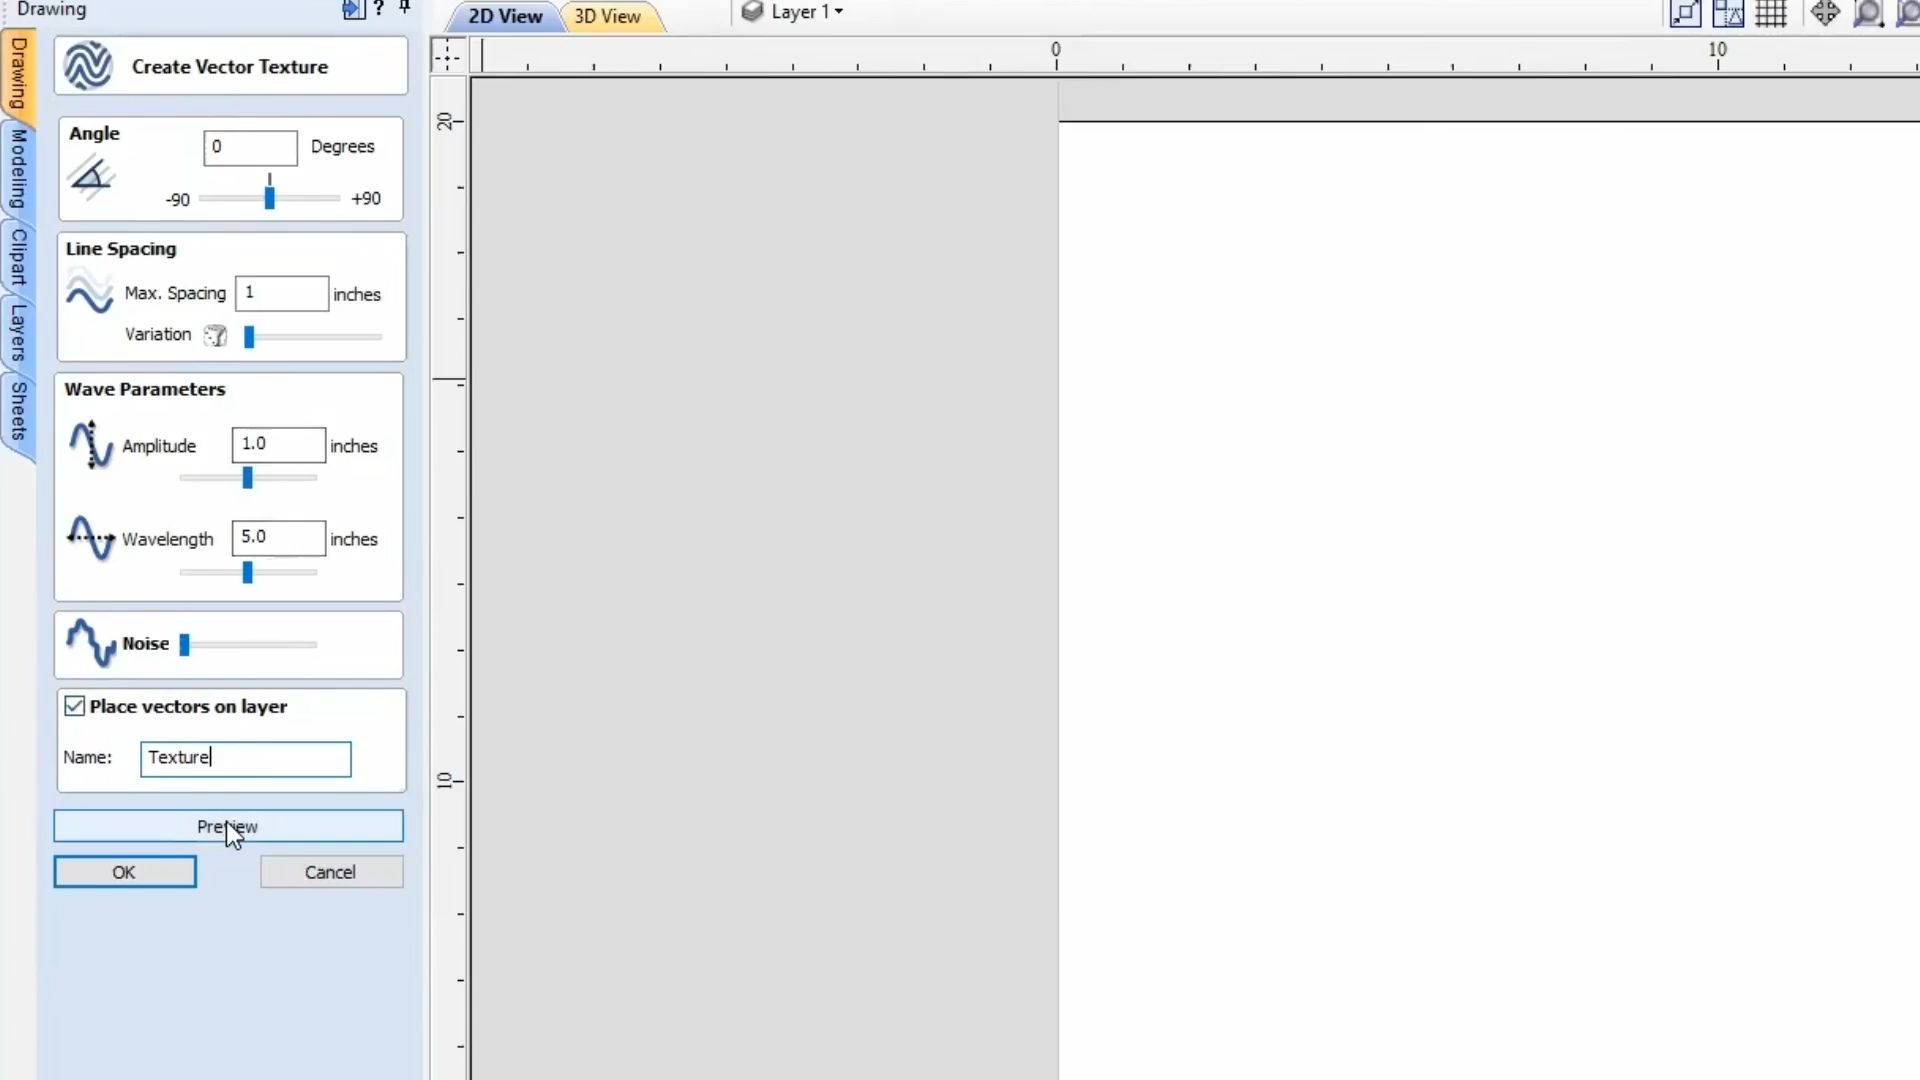 Drawing
?
2D View
3D View
Layer 1
Drawing
Modeling
Clipart
Layers
Sheets
Create Vector Texture
Angle
0
Degrees
-90
+90
Line Spacing
Max. Spacing
1
inches
Variation
Wave Parameters
Amplitude
1.0
inches
Wavelength
5.0
inches
Noise
Place vectors on layer
Name:
Texture
Preview
OK
Cancel
0
10
20
10